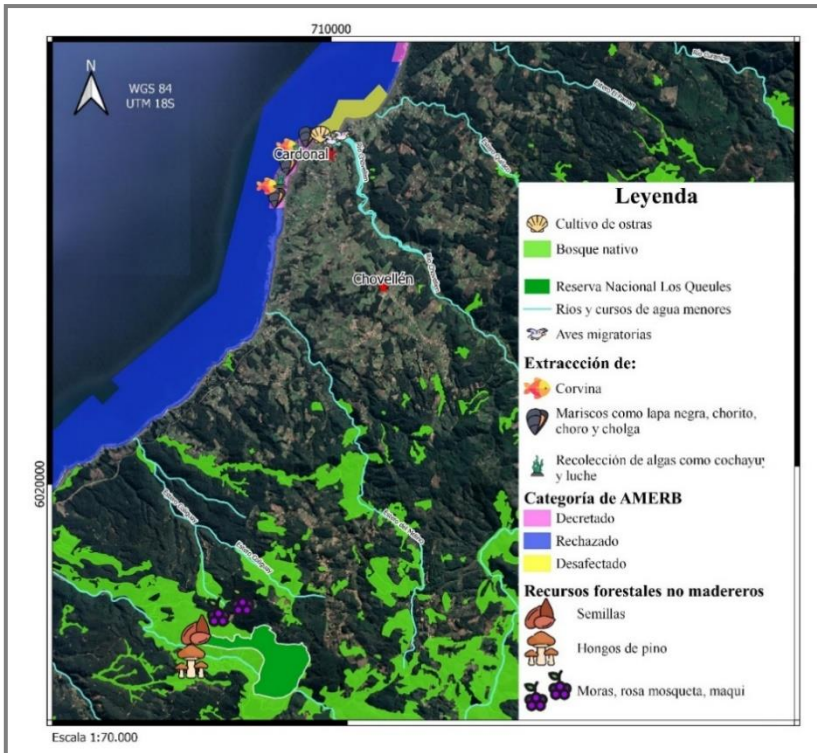 710000
N
WGS 84
UTM 18S
6020000
Cardonal
Chovellén
Leyenda
Cultivo de ostras
Bosque nativo
Reserva Nacional Los Queules
Ríos y cursos de agua menores
Aves migratorias
Extraccción de:
Corvina
Mariscos como lapa negra, chorito,
choro y cholga
Recolección de algas como cochayuy
y luche
Categoría de AMERB
Decretado
Rechazado
Desafectado
Recursos forestales no madereros
Semillas
Hongos de pino
Moras, rosa mosqueta, maqui
Escala 1:70.000